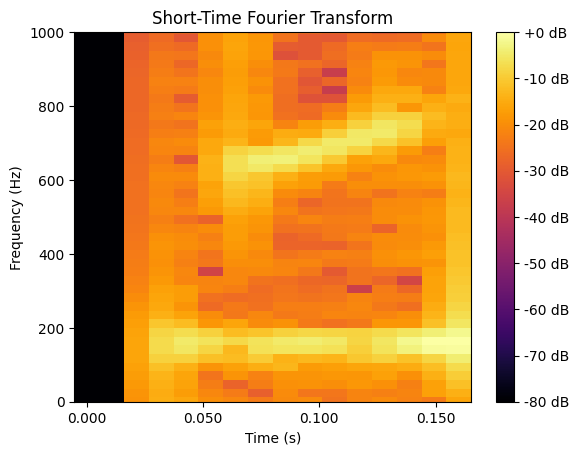 Short-Time Fourier Transform
1000
800
600
400
200
0
Frequency (Hz)
0.000
0.050
0.100
0.150
Time (s)
+0 dB
-10 dB
-20 dB
-30 dB
-40 dB
-50 dB
-60 dB
-70 dB
-80 dB